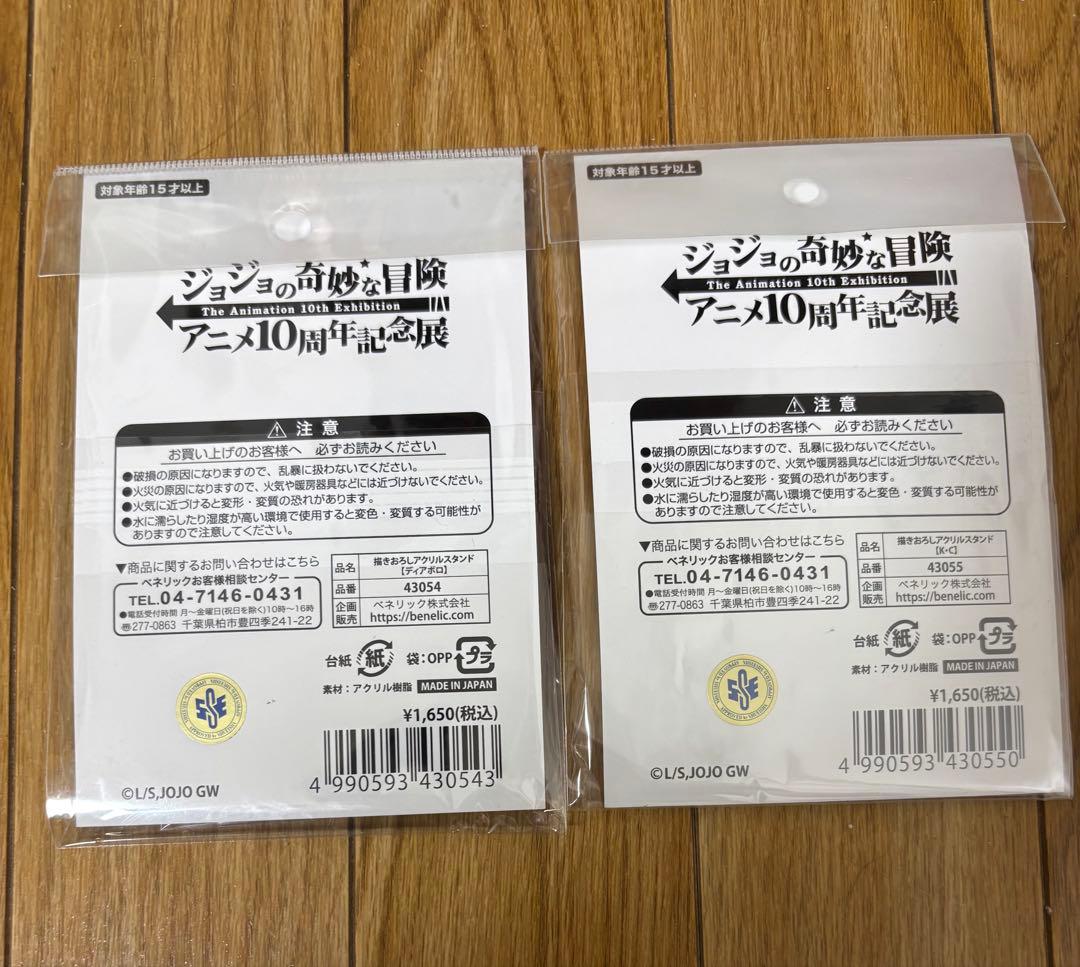 対象年齢15才以上
ジョジョの奇妙な冒険
The Animation 10th Exhibition
アニメ10周年記念展
⚠ 注意
お買い上げのお客様へ 必ずお読みください
●破損の原因になりますので、乱暴に扱わないでください。
●火災の原因になりますので、火気や暖房器具などには近づけないでください。
●火気に近づけると変形・変質の恐れがあります。
●水に濡らしたり湿度が高い環境で使用すると変色・変質する可能性が
ありますので注意してください。
▼商品に関するお問い合わせはこちら
ベネリックお客様相談センター
TEL.04-7146-0431
●電話受付時間 月〜金曜日(祝日を除く)10時〜16時
〠277-0863 千葉県柏市豊四季241-22
品名 描きおろしアクリルスタンド
【ディアボロ】
品番 43054
企画 ベネリック株式会社
販売 https://benelic.com
台紙 紙 袋:OPP プラ
素材:アクリル樹脂 MADE IN JAPAN
¥1,650(税込)
4 990593 430543
©L/S,JOJO GW
対象年齢15才以上
ジョジョの奇妙な冒険
The Animation 10th Exhibition
アニメ10周年記念展
⚠ 注意
お買い上げのお客様へ 必ずお読みください
●破損の原因になりますので、乱暴に扱わないでください。
●火災の原因になりますので、火気や暖房器具などには近づけないでください。
●火気に近づけると変形・変質の恐れがあります。
●水に濡らしたり湿度が高い環境で使用すると変色・変質する可能性が
ありますので注意してください。
▼商品に関するお問い合わせはこちら
ベネリックお客様相談センター
TEL.04-7146-0431
●電話受付時間 月〜金曜日(祝日を除く)10時〜16時
〠277-0863 千葉県柏市豊四季241-22
品名 描きおろしアクリルスタンド
【K・C】
品番 43055
企画 ベネリック株式会社
販売 https://benelic.com
台紙 紙 袋:OPP プラ
素材:アクリル樹脂 MADE IN JAPAN
¥1,650(税込)
4 990593 430550
©L/S,JOJO GW